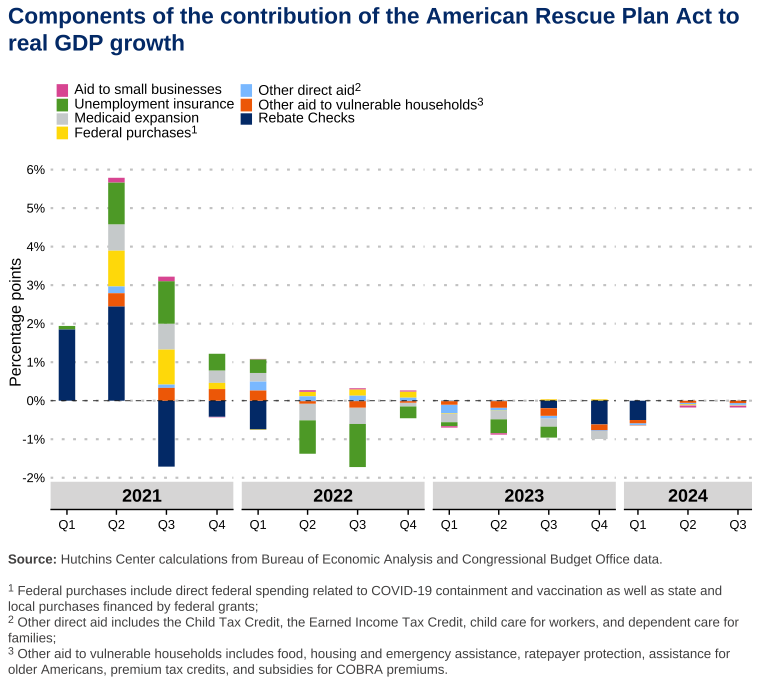 Components of the contribution of the American Rescue Plan Act to
real GDP growth
Aid to small businesses
Unemployment insurance
Medicaid expansion
Federal purchases¹
Other direct aid²
Other aid to vulnerable households³
Rebate Checks
Percentage points
6%
5%
4%
3%
2%
1%
0%
-1%
-2%
2021 2022 2023 2024
Q1 Q2 Q3 Q4 Q1 Q2 Q3 Q4 Q1 Q2 Q3 Q4 Q1 Q2 Q3
Source: Hutchins Center calculations from Bureau of Economic Analysis and Congressional Budget Office data.
¹ Federal purchases include direct federal spending related to COVID-19 containment and vaccination as well as state and
local purchases financed by federal grants;
² Other direct aid includes the Child Tax Credit, the Earned Income Tax Credit, child care for workers, and dependent care for
families;
³ Other aid to vulnerable households includes food, housing and emergency assistance, ratepayer protection, assistance for
older Americans, premium tax credits, and subsidies for COBRA premiums.